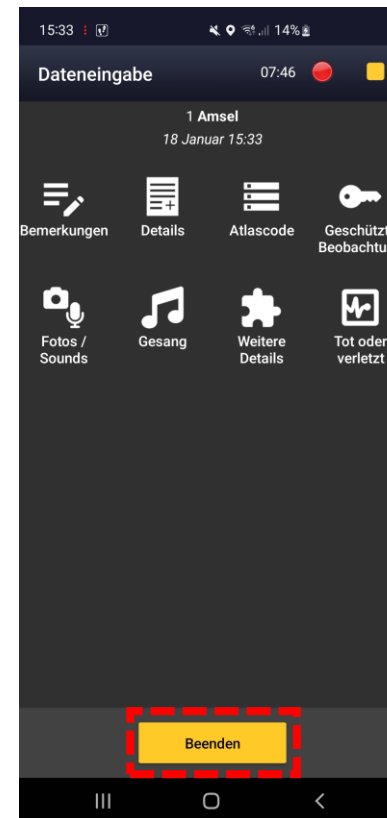 15:33 14%
Dateneingabe 07:46
1 Amsel
18 Januar 15:33
Bemerkungen Details Atlascode Geschützt
Beobachtu
Fotos / Gesang Weitere Tot oder
Sounds Details verletzt
Beenden